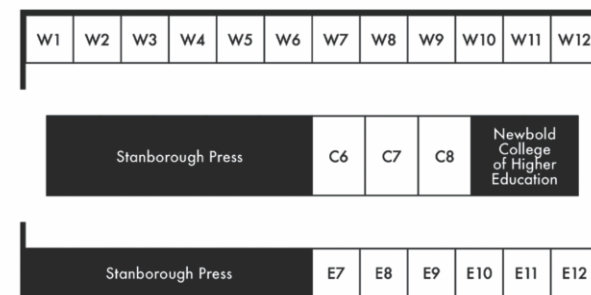 W1 W2 W3 W4 W5 W6 W7 W8 W9 W10 W11 W12
Stanborough Press C6 C7 C8
Newbold
College
of Higher
Education
Stanborough Press E7 E8 E9 E10 E11 E12